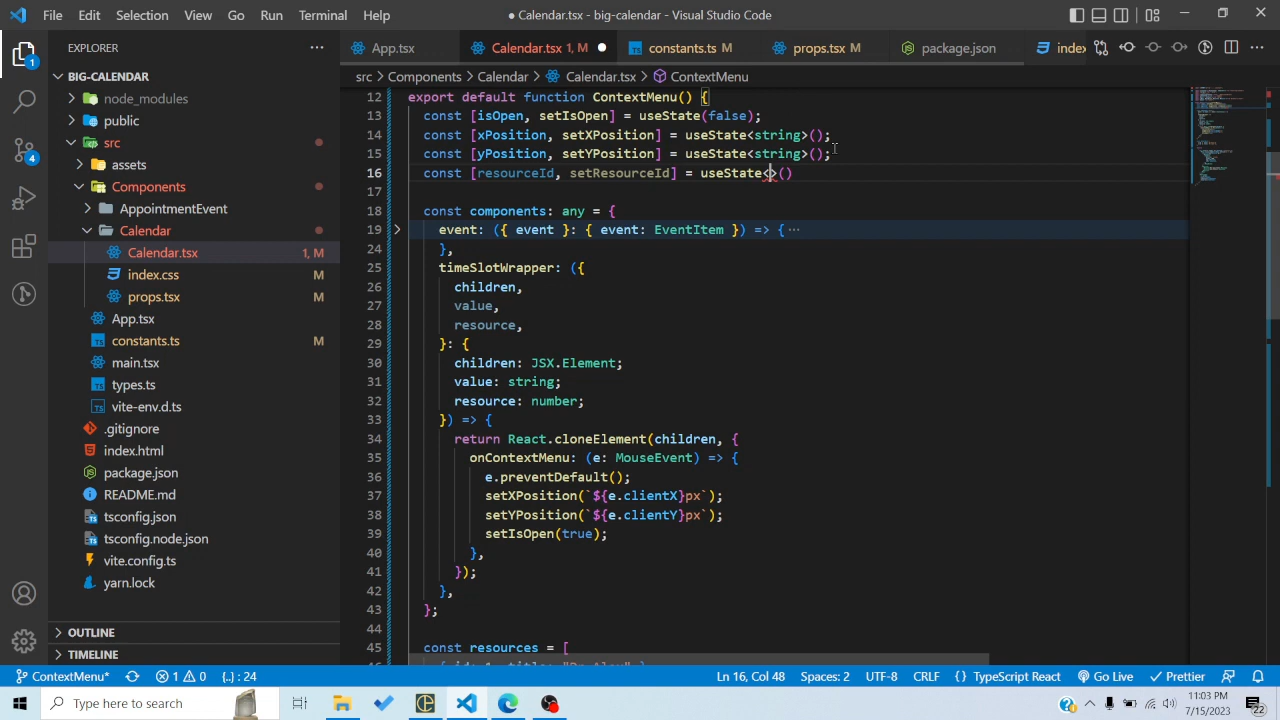 File Edit Selection View Go Run Terminal Help
● Calendar.tsx - big-calendar - Visual Studio Code
EXPLORER
App.tsx Calendar.tsx 1, M constants.ts M props.tsx M package.json index
BIG-CALENDAR
node_modules
public
src
assets
Components
AppointmentEvent
Calendar
Calendar.tsx 1, M
index.css M
props.tsx M
App.tsx
constants.ts M
main.tsx
types.ts
vite-env.d.ts
.gitignore
index.html
package.json
README.md
tsconfig.json
tsconfig.node.json
vite.config.ts
yarn.lock
OUTLINE
TIMELINE
1
4
src > Components > Calendar > Calendar.tsx > ContextMenu
12 export default function ContextMenu() {
13 const [isOpen, setIsOpen] = useState(false);
14 const [xPosition, setXPosition] = useState<string>();
15 const [yPosition, setYPosition] = useState<string>();
16 const [resourceId, setResourceId] = useState<>()
17
18 const components: any = {
19 event: ({ event }: { event: EventItem }) => { ···
24 },
25 timeSlotWrapper: ({
26 children,
27 value,
28 resource,
29 }: {
30 children: JSX.Element;
31 value: string;
32 resource: number;
33 }) => {
34 return React.cloneElement(children, {
35 onContextMenu: (e: MouseEvent) => {
36 e.preventDefault();
37 setXPosition(`${e.clientX}px`);
38 setYPosition(`${e.clientY}px`);
39 setIsOpen(true);
40 },
41 });
42 },
43 };
44
45 const resources = [
ContextMenu* 1 0 {..} : 24 Ln 16, Col 48 Spaces: 2 UTF-8 CRLF {} TypeScript React Go Live Prettier
Type here to search
11:03 PM
7/15/2023
22